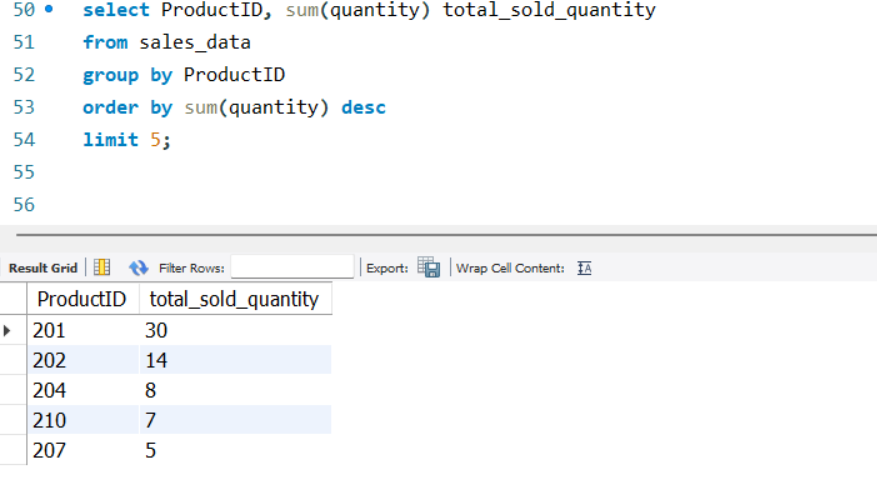 50 select ProductID, sum(quantity) total_sold_quantity
51 from sales_data
52 group by ProductID
53 order by sum(quantity) desc
54 limit 5;
55
56
Result Grid Filter Rows: Export: Wrap Cell Content: IA
ProductID total_sold_quantity
201 30
202 14
204 8
210 7
207 5